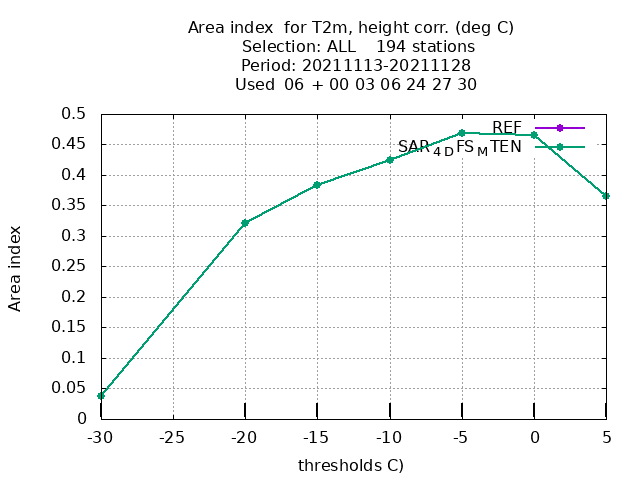 Area index  for T2m, height corr. (deg C)
Selection: ALL    194 stations
Period: 20211113-20211128
Used  06  + 00 03 06 24 27 30
0.5
0.45
0.4
0.35
0.3
0.25
0.2
0.15
0.1
0.05
0
Area index
REF
SAR4DFSMTEN
-30 -25 -20 -15 -10 -5 0 5
thresholds C)